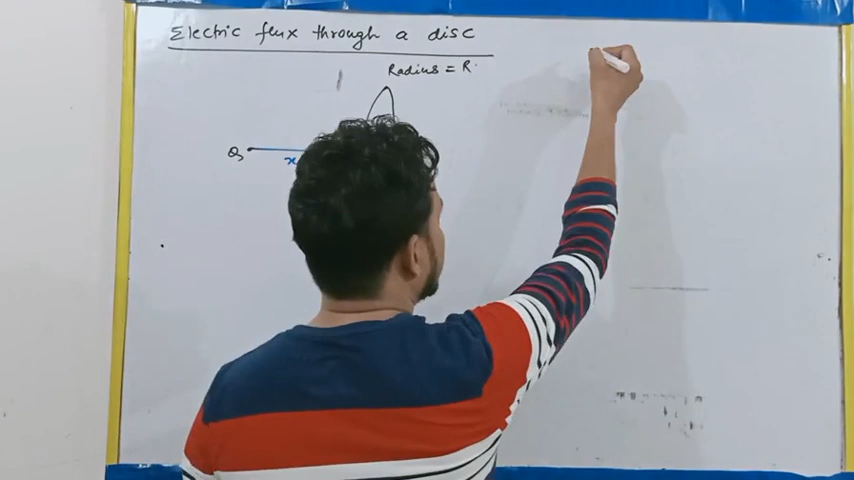 Electric flux through a disc
Radius = R
Q
x